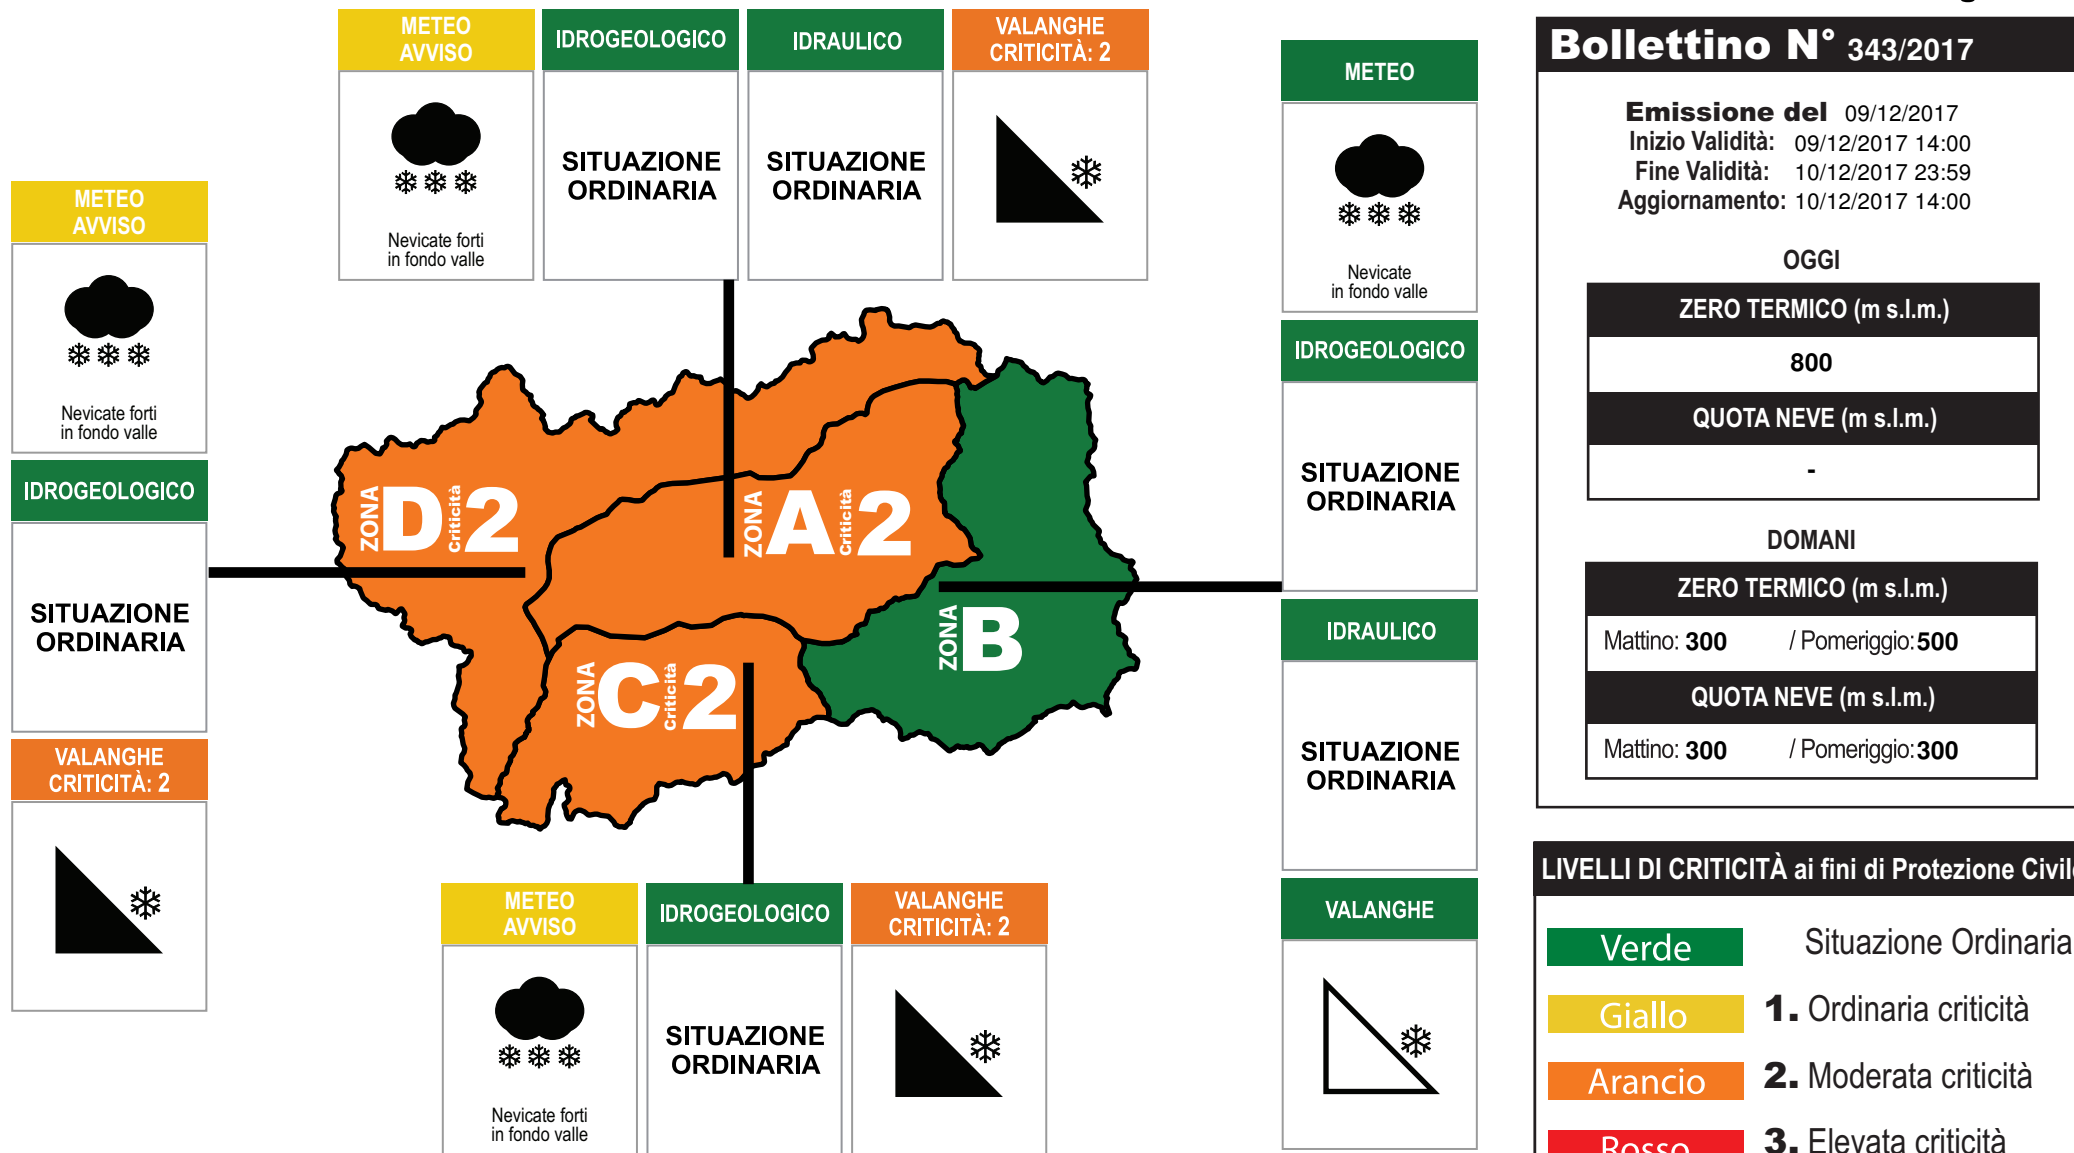 METEO
AVVISO
IDROGEOLOGICO
IDRAULICO
VALANGHE
CRITICITÀ: 2
Nevicate forti
in fondo valle
SITUAZIONE
ORDINARIA
SITUAZIONE
ORDINARIA
METEO
AVVISO
Nevicate forti
in fondo valle
IDROGEOLOGICO
SITUAZIONE
ORDINARIA
VALANGHE
CRITICITÀ: 2
ZONA D Criticità 2
ZONA A Criticità 2
ZONA C Criticità 2
ZONA B
METEO
AVVISO
IDROGEOLOGICO
VALANGHE
CRITICITÀ: 2
Nevicate forti
in fondo valle
SITUAZIONE
ORDINARIA
METEO
Nevicate
in fondo valle
IDROGEOLOGICO
SITUAZIONE
ORDINARIA
IDRAULICO
SITUAZIONE
ORDINARIA
VALANGHE
Bollettino N° 343/2017
Emissione del 09/12/2017
Inizio Validità: 09/12/2017 14:00
Fine Validità: 10/12/2017 23:59
Aggiornamento: 10/12/2017 14:00
OGGI
ZERO TERMICO (m s.l.m.)
800
QUOTA NEVE (m s.l.m.)
-
DOMANI
ZERO TERMICO (m s.l.m.)
Mattino: 300 / Pomeriggio: 500
QUOTA NEVE (m s.l.m.)
Mattino: 300 / Pomeriggio: 300
LIVELLI DI CRITICITÀ ai fini di Protezione Civile
Verde Situazione Ordinaria
Giallo 1. Ordinaria criticità
Arancio 2. Moderata criticità
Rosso 3. Elevata criticità